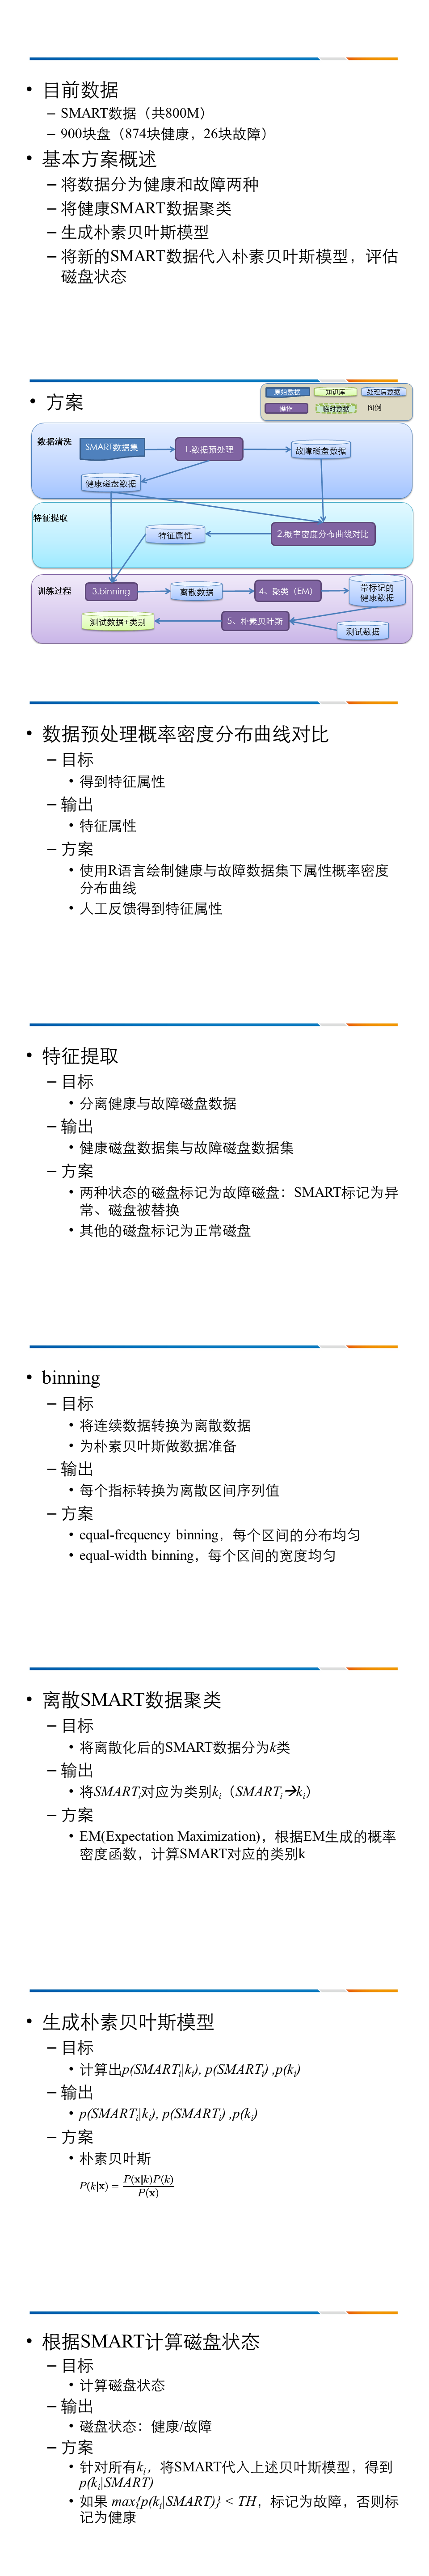 • 目前数据
– SMART数据（共800M）
– 900块盘（874块健康，26块故障）
• 基本方案概述
– 将数据分为健康和故障两种
– 将健康SMART数据聚类
– 生成朴素贝叶斯模型
– 将新的SMART数据代入朴素贝叶斯模型，评估
磁盘状态
• 方案
原始数据 知识库 处理后数据
操作 临时数据 图例
数据清洗
SMART数据集 1.数据预处理 故障磁盘数据
健康磁盘数据
特征提取
特征属性 2.概率密度分布曲线对比
训练过程
3.binning 离散数据 4、聚类（EM） 带标记的
健康数据
测试数据+类别 5、朴素贝叶斯 测试数据
• 数据预处理概率密度分布曲线对比
– 目标
• 得到特征属性
– 输出
• 特征属性
– 方案
• 使用R语言绘制健康与故障数据集下属性概率密度
分布曲线
• 人工反馈得到特征属性
• 特征提取
– 目标
• 分离健康与故障磁盘数据
– 输出
• 健康磁盘数据集与故障磁盘数据集
– 方案
• 两种状态的磁盘标记为故障磁盘：SMART标记为异
常、磁盘被替换
• 其他的磁盘标记为正常磁盘
• binning
– 目标
• 将连续数据转换为离散数据
• 为朴素贝叶斯做数据准备
– 输出
• 每个指标转换为离散区间序列值
– 方案
• equal-frequency binning，每个区间的分布均匀
• equal-width binning，每个区间的宽度均匀
• 离散SMART数据聚类
– 目标
• 将离散化后的SMART数据分为k类
– 输出
• 将SMARTi对应为类别ki（SMARTi→ki）
– 方案
• EM(Expectation Maximization)，根据EM生成的概率
密度函数，计算SMART对应的类别k
• 生成朴素贝叶斯模型
– 目标
• 计算出p(SMARTi|ki), p(SMARTi) ,p(ki)
– 输出
• p(SMARTi|ki), p(SMARTi) ,p(ki)
– 方案
• 朴素贝叶斯
P(k|x) = P(x|k)P(k) / P(x)
• 根据SMART计算磁盘状态
– 目标
• 计算磁盘状态
– 输出
• 磁盘状态：健康/故障
– 方案
• 针对所有ki，将SMART代入上述贝叶斯模型，得到
p(ki|SMART)
• 如果 max{p(ki|SMART)} < TH，标记为故障，否则标
记为健康